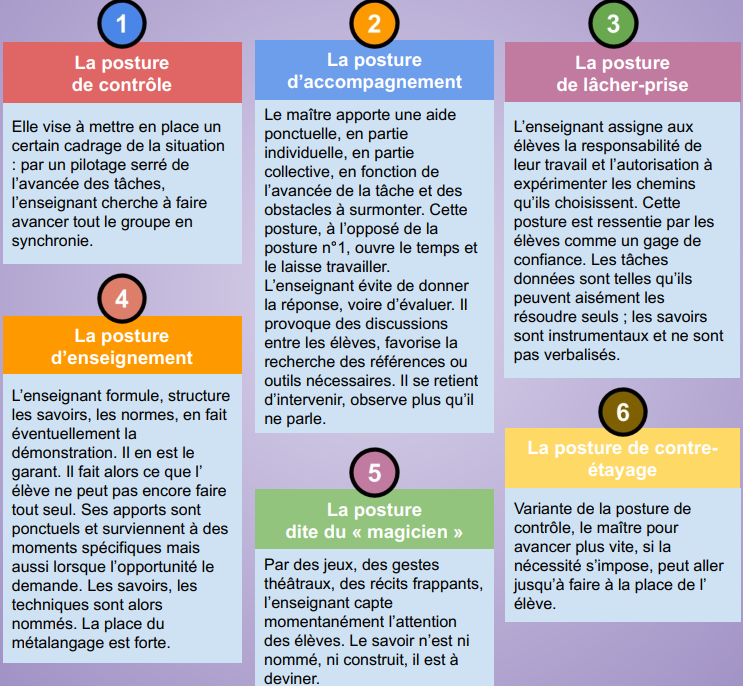 1
La posture
de contrôle
Elle vise à mettre en place un
certain cadrage de la situation
: par un pilotage serré de
l'avancée des tâches,
l'enseignant cherche à faire
avancer tout le groupe en
synchronie.
2
La posture
d'accompagnement
Le maître apporte une aide
ponctuelle, en partie
individuelle, en partie
collective, en fonction de
l'avancée de la tâche et des
obstacles à surmonter. Cette
posture, à l'opposé de la
posture n°1, ouvre le temps et
le laisse travailler.
L'enseignant évite de donner
la réponse, voire d'évaluer. Il
provoque des discussions
entre les élèves, favorise la
recherche des références ou
outils nécessaires. Il se retient
d'intervenir, observe plus qu'il
ne parle.
3
La posture
de lâcher-prise
L'enseignant assigne aux
élèves la responsabilité de
leur travail et l'autorisation à
expérimenter les chemins
qu'ils choisissent. Cette
posture est ressentie par les
élèves comme un gage de
confiance. Les tâches
données sont telles qu'ils
peuvent aisément les
résoudre seuls ; les savoirs
sont instrumentaux et ne sont
pas verbalisés.
4
La posture
d'enseignement
L'enseignant formule, structure
les savoirs, les normes, en fait
éventuellement la
démonstration. Il en est le
garant. Il fait alors ce que l'
élève ne peut pas encore faire
tout seul. Ses apports sont
ponctuels et surviennent à des
moments spécifiques mais
aussi lorsque l'opportunité le
demande. Les savoirs, les
techniques sont alors
nommés. La place du
métalangage est forte.
5
La posture
dite du « magicien »
Par des jeux, des gestes
théâtraux, des récits frappants,
l'enseignant capte
momentanément l'attention
des élèves. Le savoir n'est ni
nommé, ni construit, il est à
deviner.
6
La posture de contre-
étayage
Variante de la posture de
contrôle, le maître pour
avancer plus vite, si la
nécessité s'impose, peut aller
jusqu'à faire à la place de l'
élève.